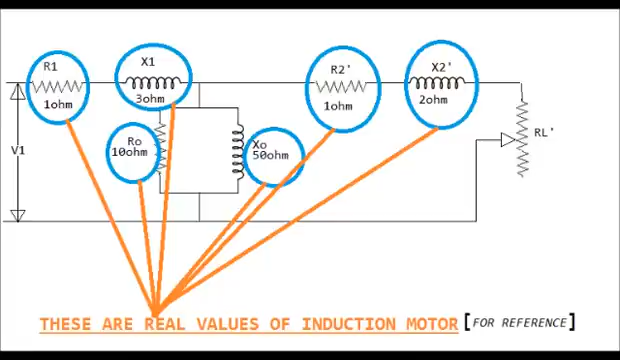 R1
X1
R2'
X2'
1ohm
3ohm
1ohm
2ohm
V1
Ro
10ohm
Xo
50ohm
RL'
THESE ARE REAL VALUES OF INDUCTION MOTOR [FOR REFERENCE]